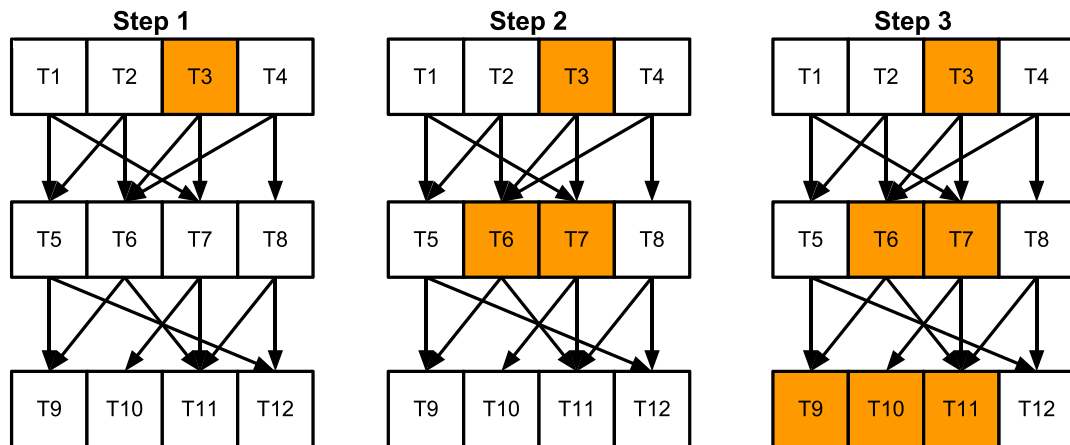 Step 1 Step 2 Step 3
T1 T2 T3 T4 T1 T2 T3 T4 T1 T2 T3 T4
T5 T6 T7 T8 T5 T6 T7 T8 T5 T6 T7 T8
T9 T10 T11 T12 T9 T10 T11 T12 T9 T10 T11 T12